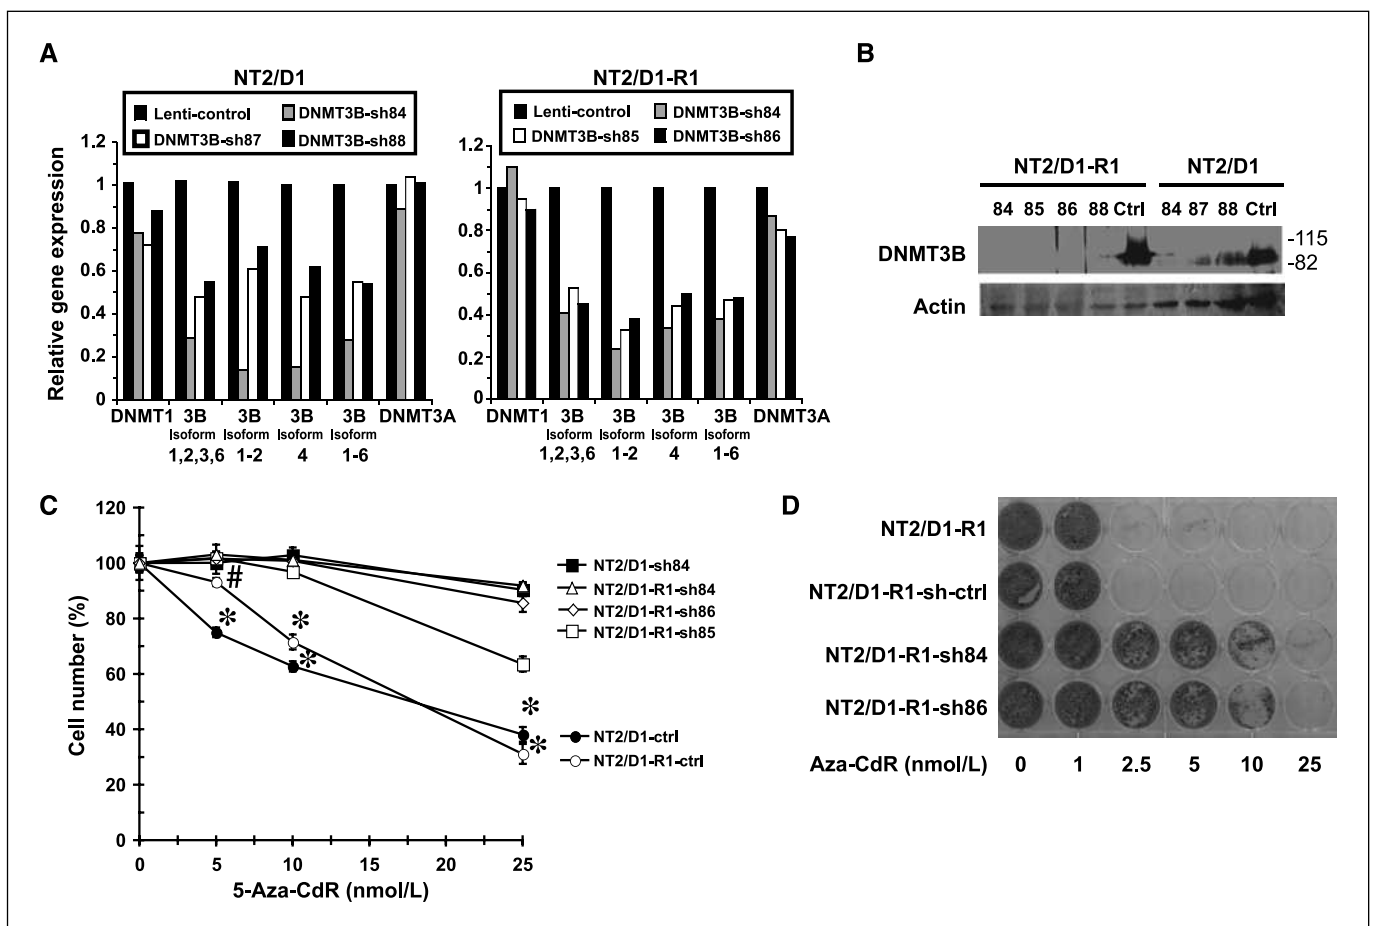 A
NT2/D1
Lenti-control DNMT3B-sh84
DNMT3B-sh87 DNMT3B-sh88
Relative gene expression
1.2
1
0.8
0.6
0.4
0.2
0
DNMT1 3B 3B 3B 3B DNMT3A
Isoform Isoform Isoform Isoform
1,2,3,6 1-2 4 1-6
NT2/D1-R1
Lenti-control DNMT3B-sh84
DNMT3B-sh85 DNMT3B-sh86
1.2
1
0.8
0.6
0.4
0.2
0
DNMT1 3B 3B 3B 3B DNMT3A
Isoform Isoform Isoform Isoform
1,2,3,6 1-2 4 1-6
B
NT2/D1-R1 NT2/D1
84 85 86 88 Ctrl 84 87 88 Ctrl
DNMT3B
-115
-82
Actin
C
Cell number (%)
120
100
80
60
40
20
0
0 5 10 15 20 25
5-Aza-CdR (nmol/L)
#
*
*
*
*
*
NT2/D1-sh84
NT2/D1-R1-sh84
NT2/D1-R1-sh86
NT2/D1-R1-sh85
NT2/D1-ctrl
NT2/D1-R1-ctrl
D
NT2/D1-R1
NT2/D1-R1-sh-ctrl
NT2/D1-R1-sh84
NT2/D1-R1-sh86
Aza-CdR (nmol/L) 0 1 2.5 5 10 25